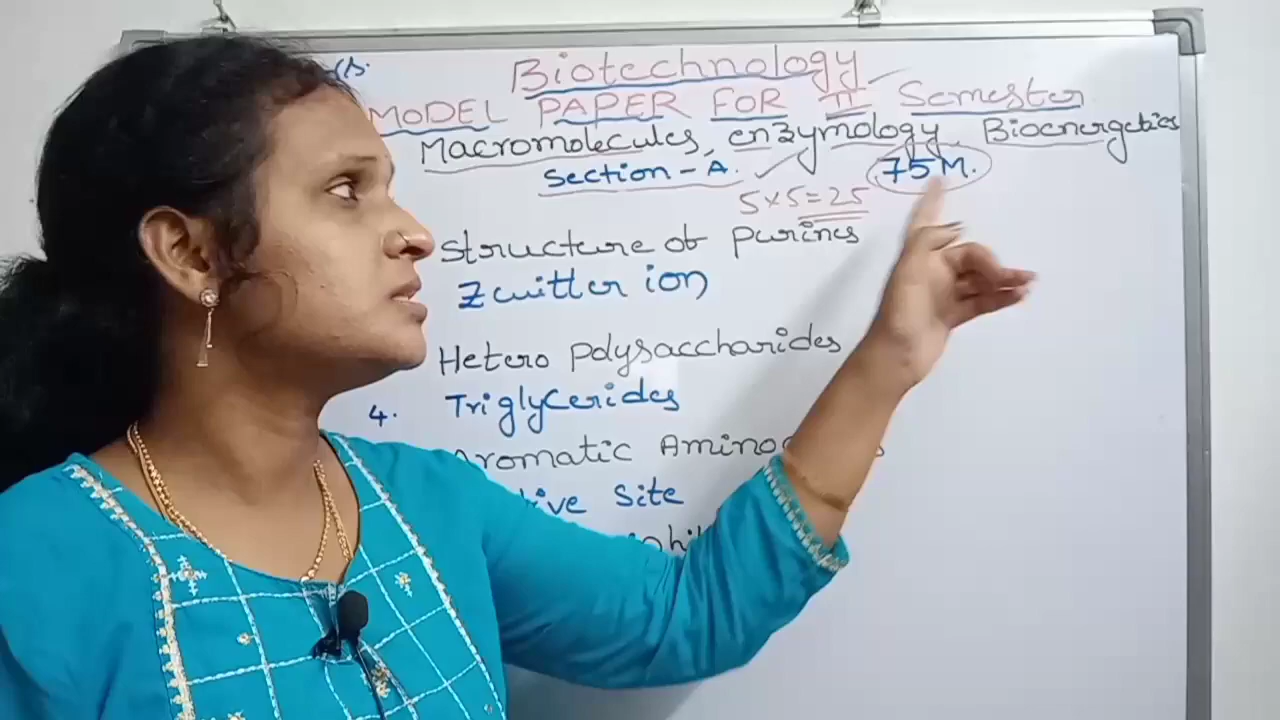 Biotechnology
MODEL PAPER FOR II Semester
Macromolecules, enzymology, Bioenergetics
Section - A. 75 M.
5 x 5 = 25
Structure of Purines
Zwitter ion
Hetero Polysaccharides
4. Triglycerides
Aromatic Amino
Site